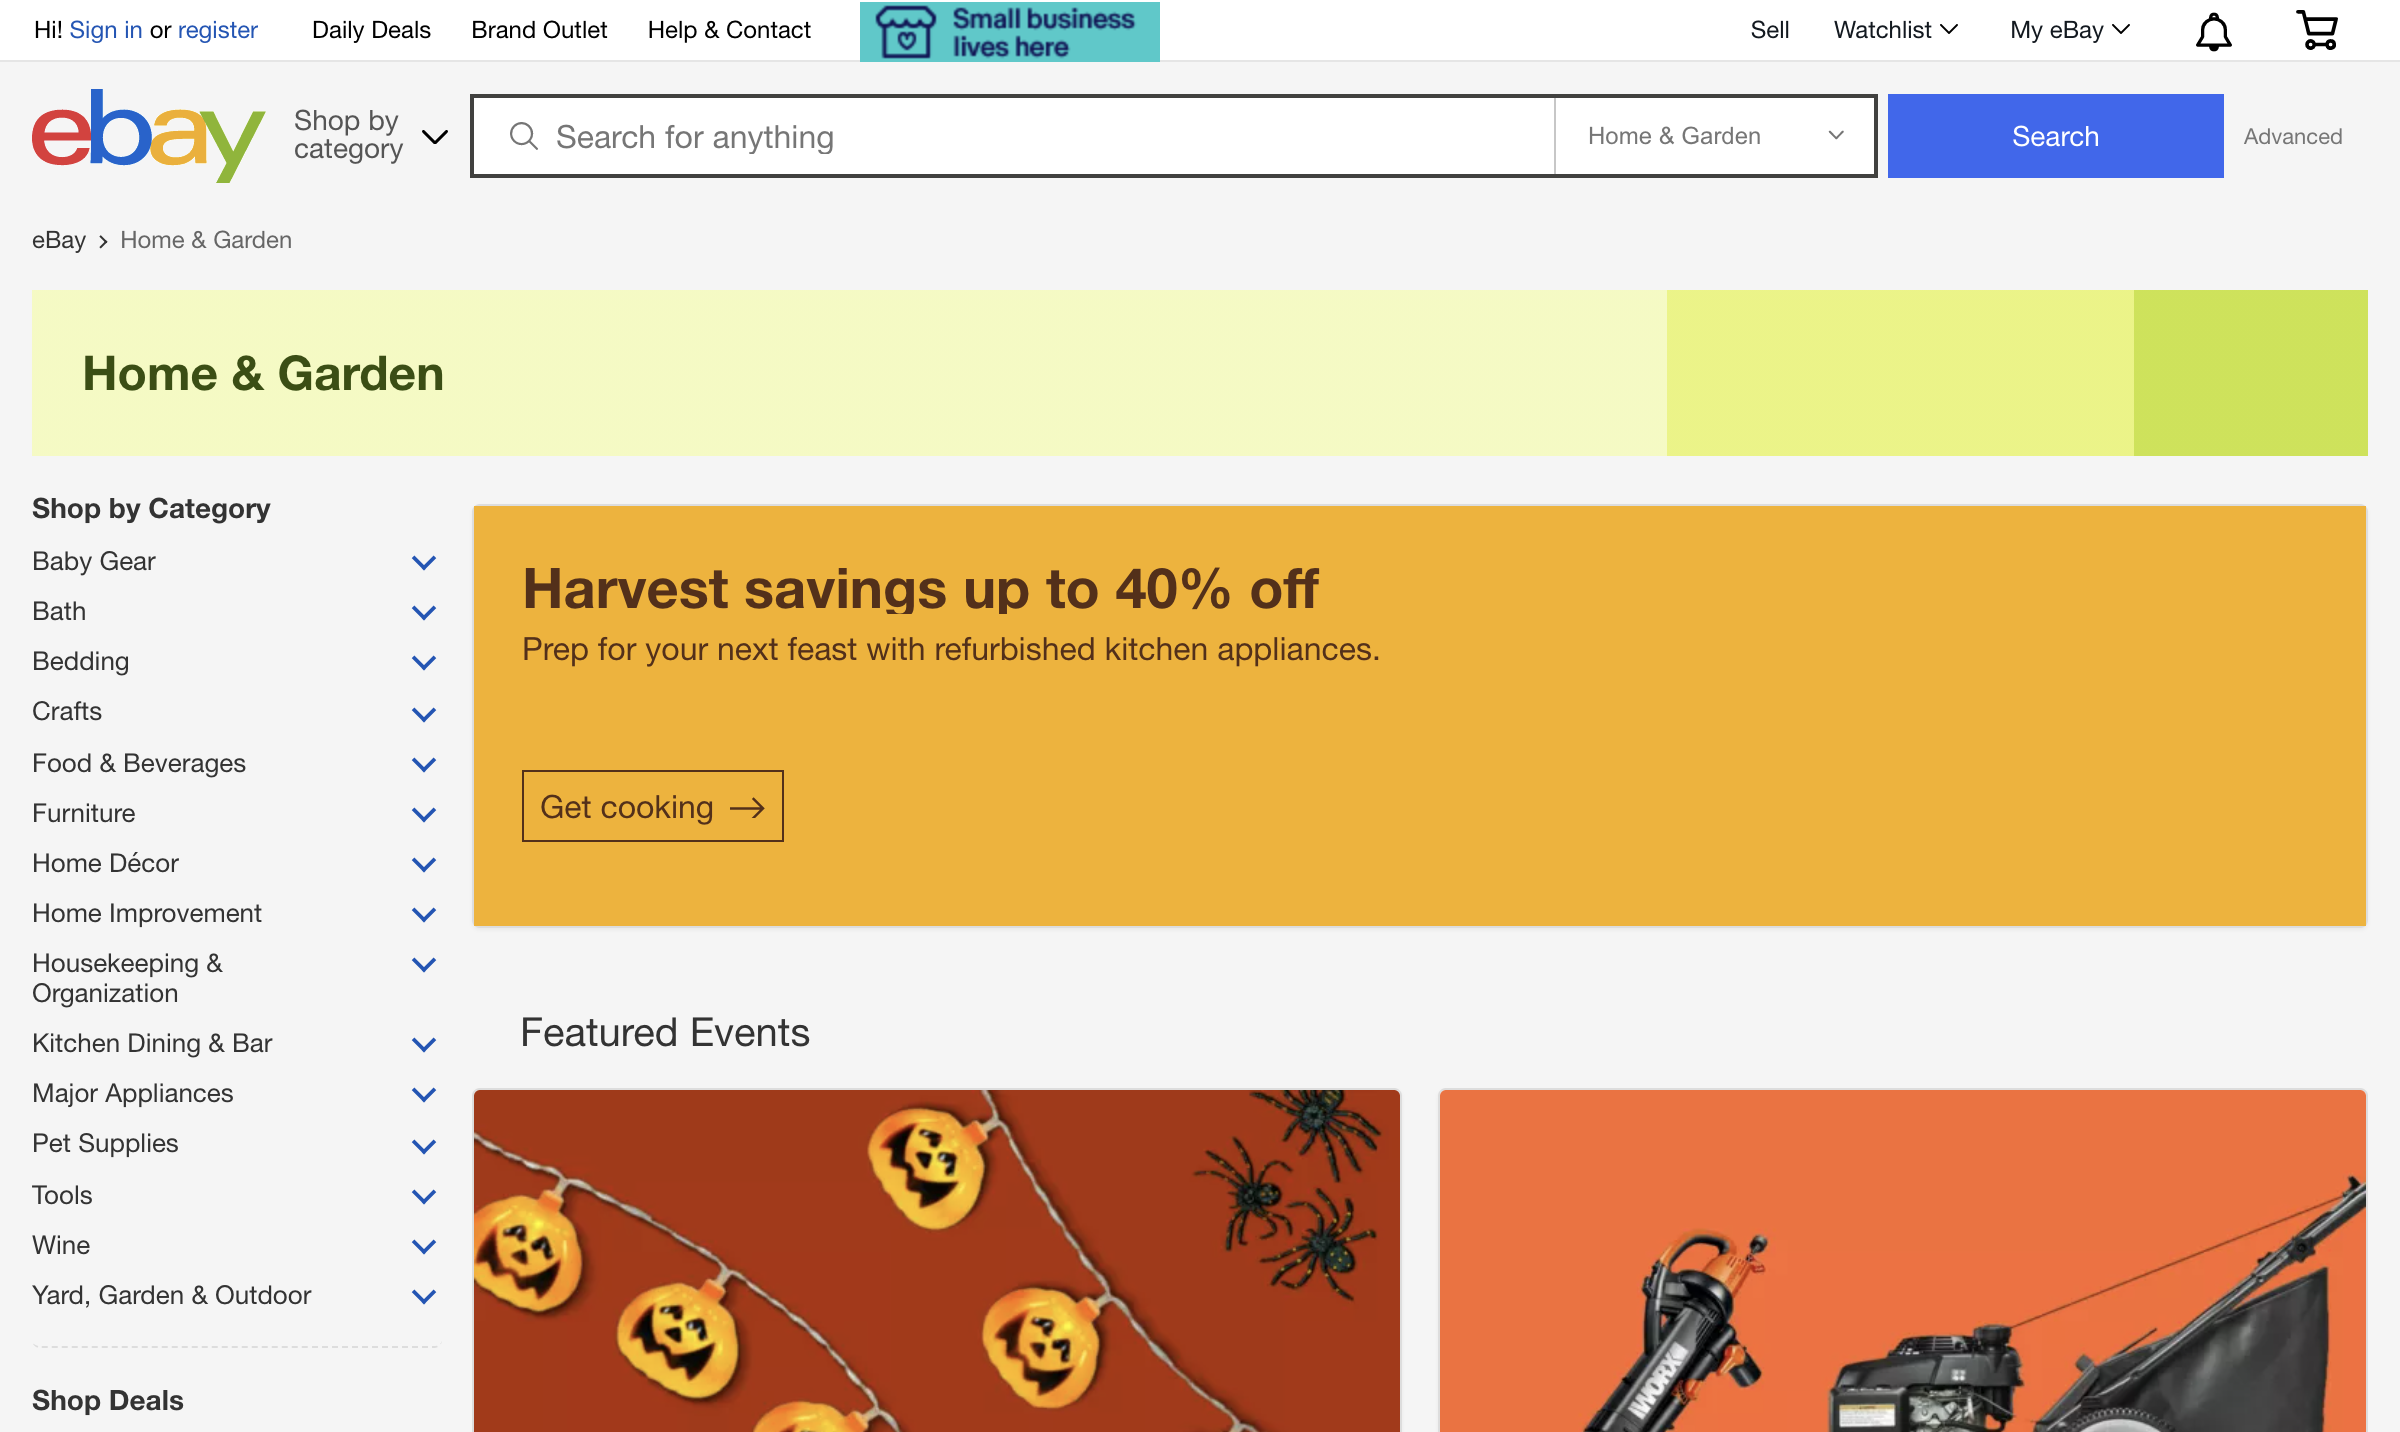 Hi! Sign in or register
Daily Deals
Brand Outlet
Help & Contact
Small business
lives here
Sell
Watchlist
My eBay
ebay
Shop by
category
Search for anything
Home & Garden
Search
Advanced
eBay
Home & Garden
Home & Garden
Shop by Category
Baby Gear
Bath
Bedding
Crafts
Food & Beverages
Furniture
Home Décor
Home Improvement
Housekeeping &
Organization
Kitchen Dining & Bar
Major Appliances
Pet Supplies
Tools
Wine
Yard, Garden & Outdoor
Shop Deals
Harvest savings up to 40% off
Prep for your next feast with refurbished kitchen appliances.
Get cooking
Featured Events
WORX